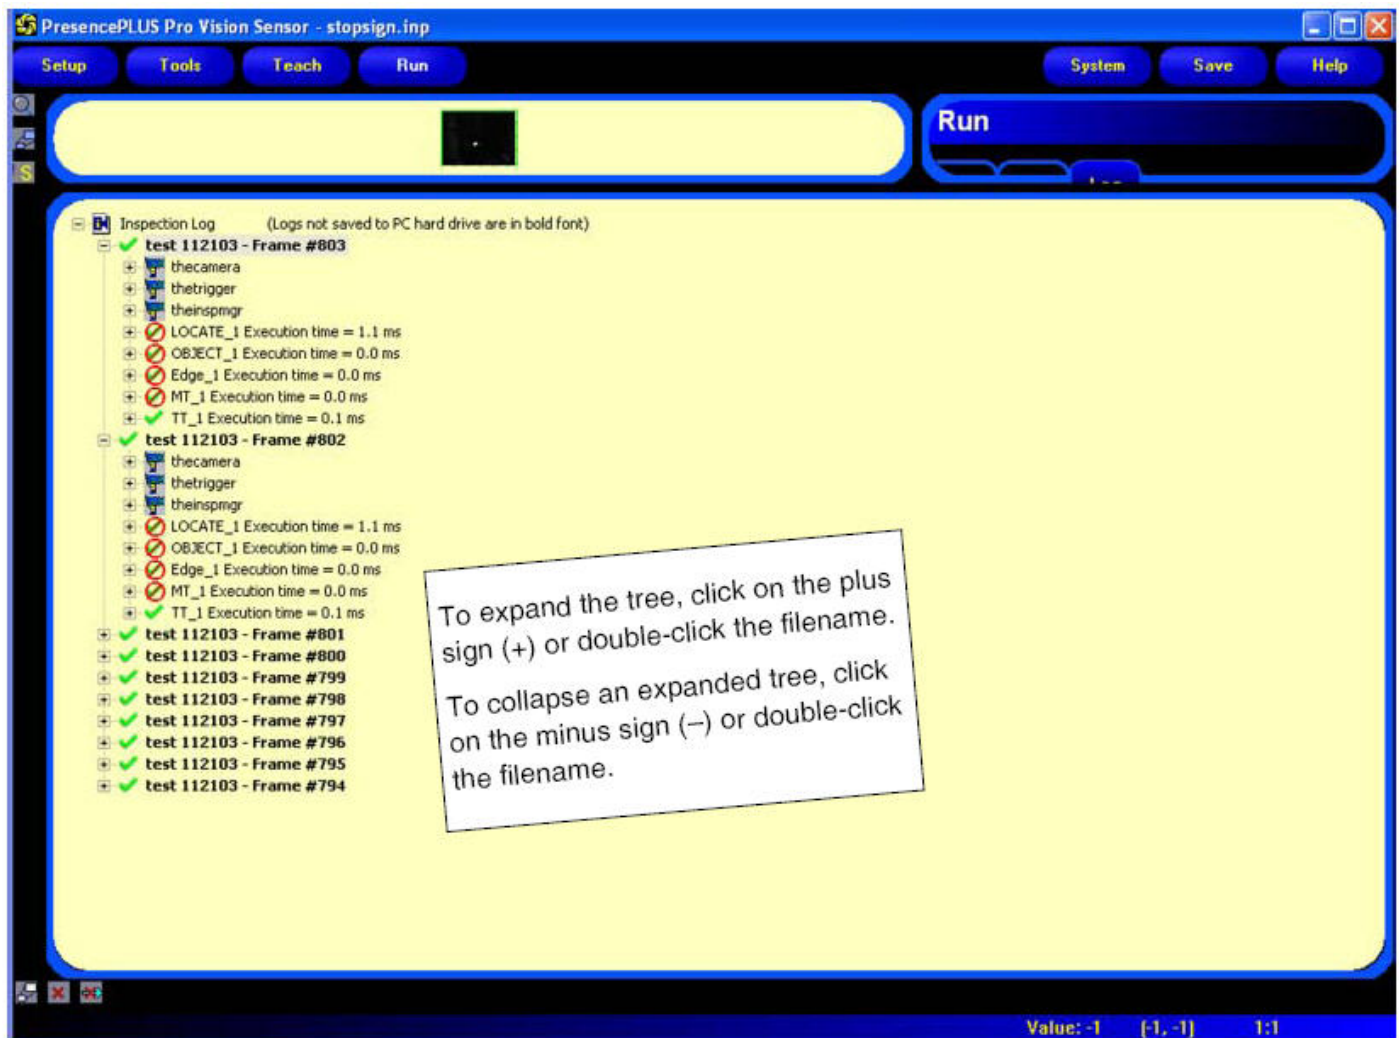 PresencePLUS Pro Vision Sensor - stopsign.inp
Setup Tools Teach Run System Save Help
Run
Inspection Log (Logs not saved to PC hard drive are in bold font)
test 112103 - Frame #803
thecamera
thetrigger
theinspmgr
LOCATE_1 Execution time = 1.1 ms
OBJECT_1 Execution time = 0.0 ms
Edge_1 Execution time = 0.0 ms
MT_1 Execution time = 0.0 ms
TT_1 Execution time = 0.1 ms
test 112103 - Frame #802
thecamera
thetrigger
theinspmgr
LOCATE_1 Execution time = 1.1 ms
OBJECT_1 Execution time = 0.0 ms
Edge_1 Execution time = 0.0 ms
MT_1 Execution time = 0.0 ms
TT_1 Execution time = 0.1 ms
test 112103 - Frame #801
test 112103 - Frame #800
test 112103 - Frame #799
test 112103 - Frame #798
test 112103 - Frame #797
test 112103 - Frame #796
test 112103 - Frame #795
test 112103 - Frame #794
To expand the tree, click on the plus
sign (+) or double-click the filename.
To collapse an expanded tree, click
on the minus sign (–) or double-click
the filename.
Value: -1 (-1, -1) 1:1